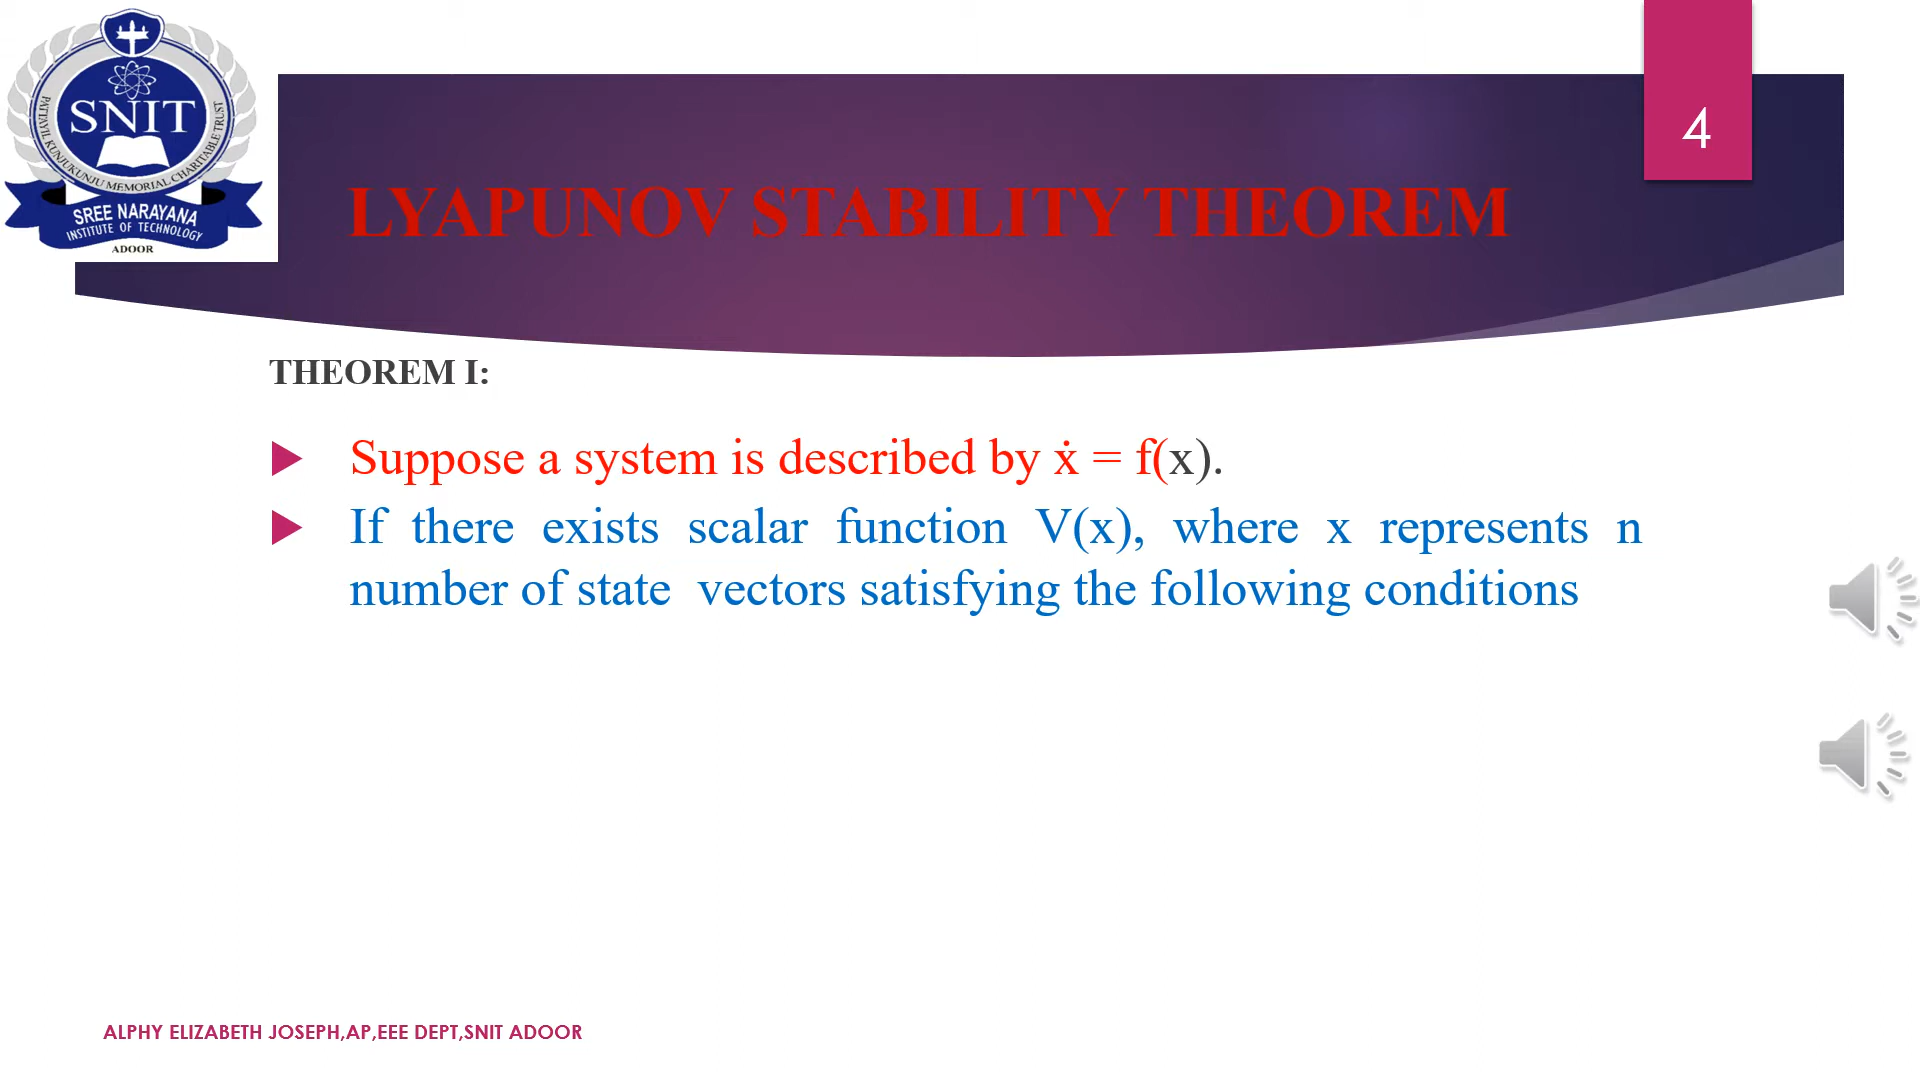 SNIT
PATTAYIL KUNJUKUNJU MEMORIAL CHARITABLE TRUST
SREE NARAYANA
INSTITUTE OF TECHNOLOGY
ADOOR
4
LYAPUNOV STABILITY THEOREM
THEOREM I:
Suppose a system is described by ẋ = f(x).
If there exists scalar function V(x), where x represents n
number of state vectors satisfying the following conditions
ALPHY ELIZABETH JOSEPH,AP,EEE DEPT,SNIT ADOOR